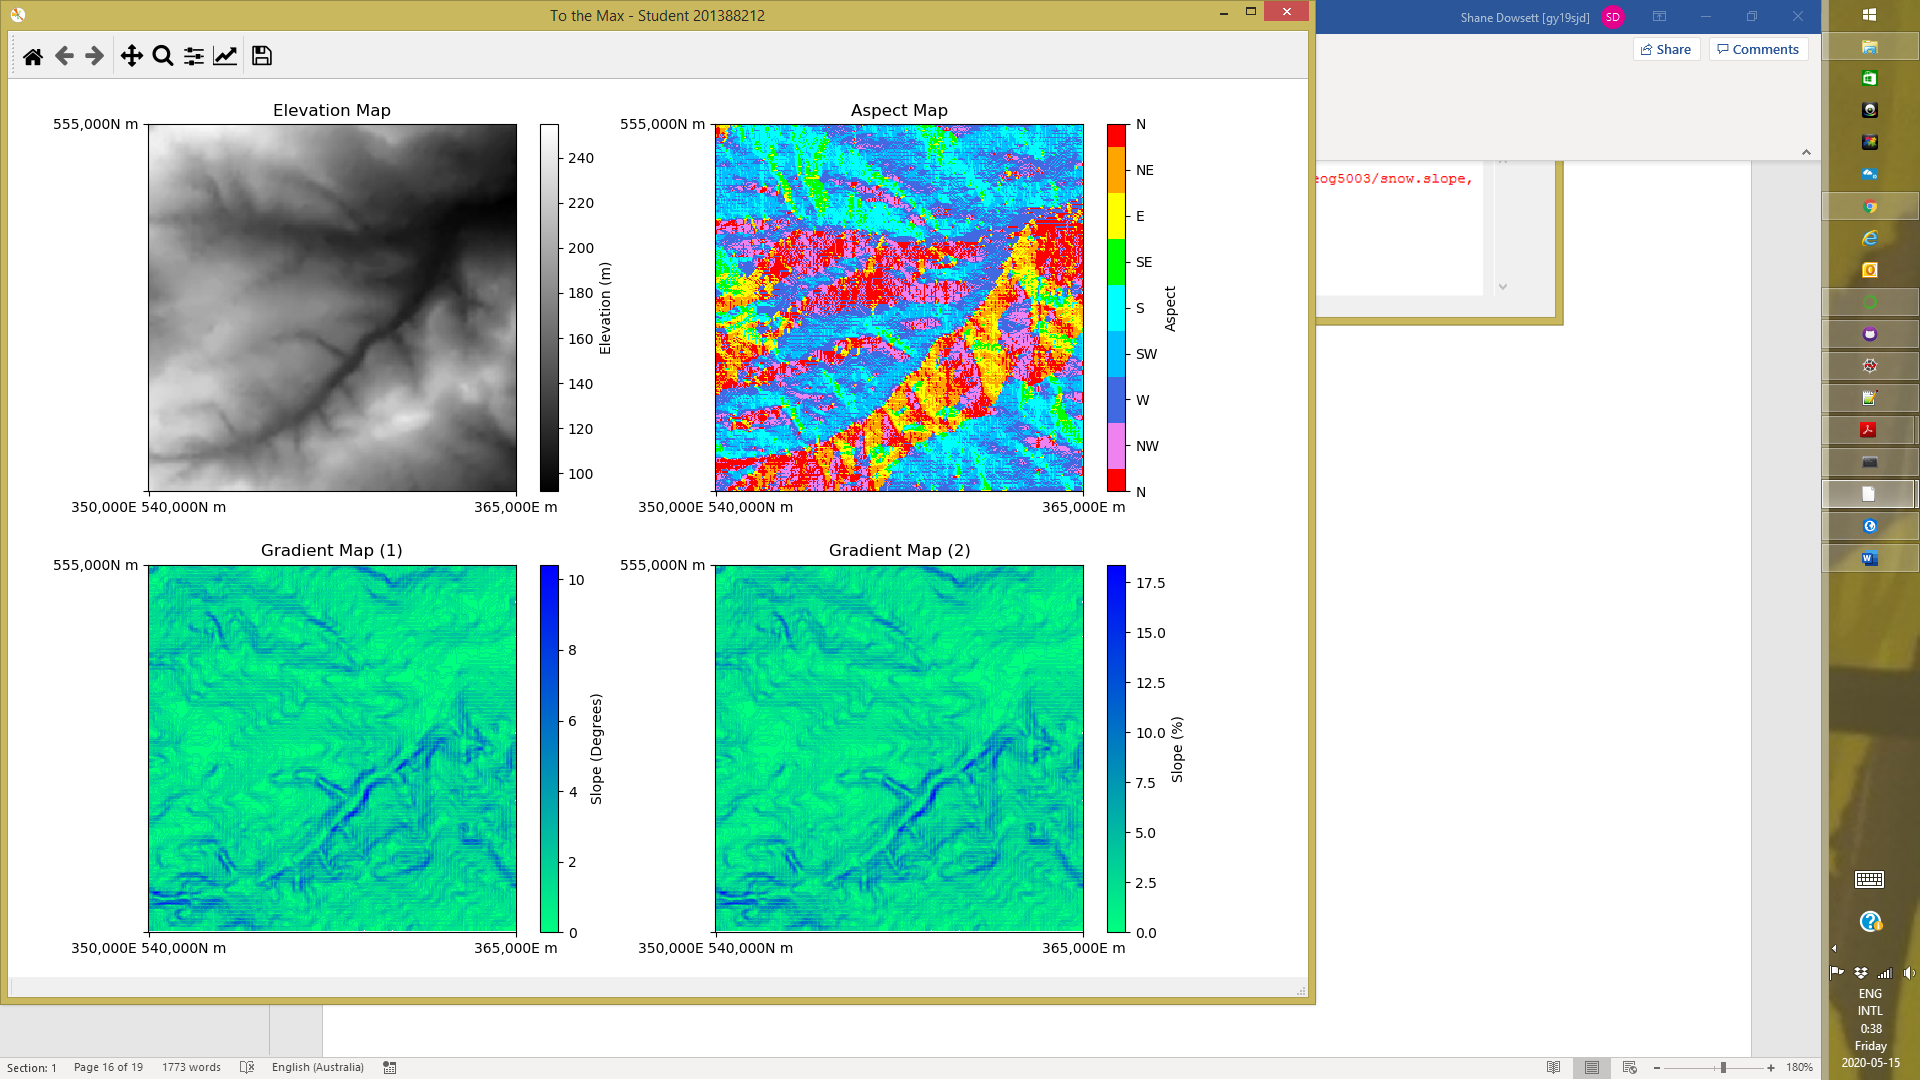 To the Max - Student 201388212
Shane Dowsett [gy19sjd]
SD
Share
Comments
eog5003/snow.slope,
Elevation Map
555,000N m
350,000E 540,000N m
365,000E m
240
220
200
180
160
140
120
100
Elevation (m)
Aspect Map
555,000N m
350,000E 540,000N m
365,000E m
N
NE
E
SE
S
SW
W
NW
N
Aspect
Gradient Map (1)
555,000N m
350,000E 540,000N m
365,000E m
10
8
6
4
2
0
Slope (Degrees)
Gradient Map (2)
555,000N m
350,000E 540,000N m
365,000E m
17.5
15.0
12.5
10.0
7.5
5.0
2.5
0.0
Slope (%)
Section: 1
Page 16 of 19
1773 words
English (Australia)
180%
ENG
INTL
0:38
Friday
2020-05-15